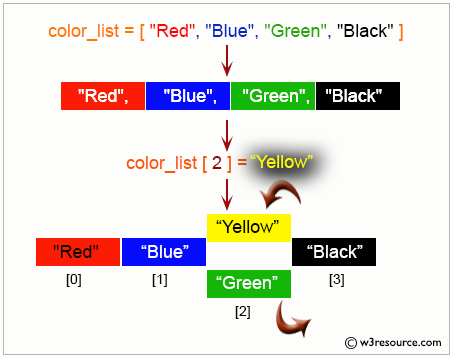 color_list = [ "Red", "Blue", "Green", "Black" ]
"Red", "Blue", "Green", "Black"
color_list [ 2 ] = “Yellow”
“Yellow”
"Red" “Blue” “Black”
“Green”
[0] [1] [3]
[2]
© w3resource.com